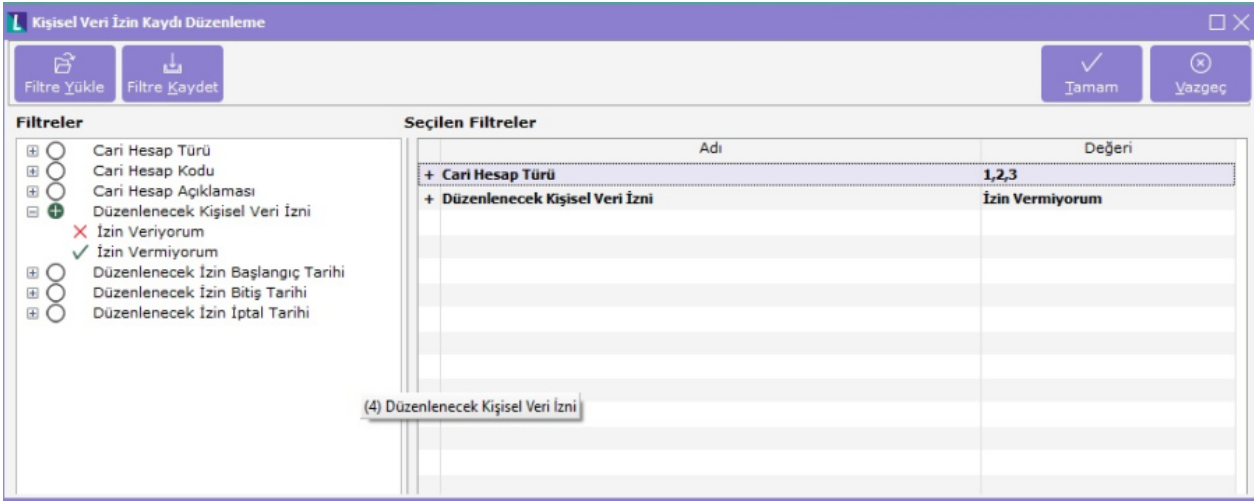 Kişisel Veri İzin Kaydı Düzenleme
Filtre Yükle
Filtre Kaydet
Tamam
Vazgeç
Filtreler
Seçilen Filtreler
Cari Hesap Türü
Cari Hesap Kodu
Cari Hesap Açıklaması
Düzenlenecek Kişisel Veri İzni
İzin Veriyorum
İzin Vermiyorum
Düzenlenecek İzin Başlangıç Tarihi
Düzenlenecek İzin Bitiş Tarihi
Düzenlenecek İzin İptal Tarihi
Adı Değeri
+ Cari Hesap Türü 1,2,3
+ Düzenlenecek Kişisel Veri İzni İzin Vermiyorum
(4) Düzenlenecek Kişisel Veri İzni